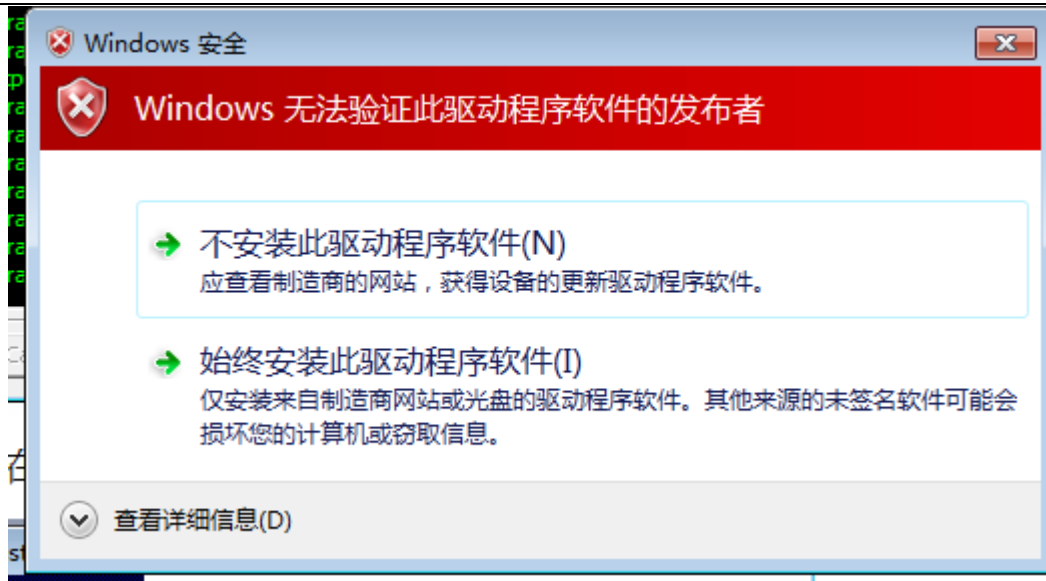 Windows 安全
Windows 无法验证此驱动程序软件的发布者
不安装此驱动程序软件(N)
应查看制造商的网站，获得设备的更新驱动程序软件。
始终安装此驱动程序软件(I)
仅安装来自制造商网站或光盘的驱动程序软件。其他来源的未签名软件可能会
损坏您的计算机或窃取信息。
在
查看详细信息(D)
st